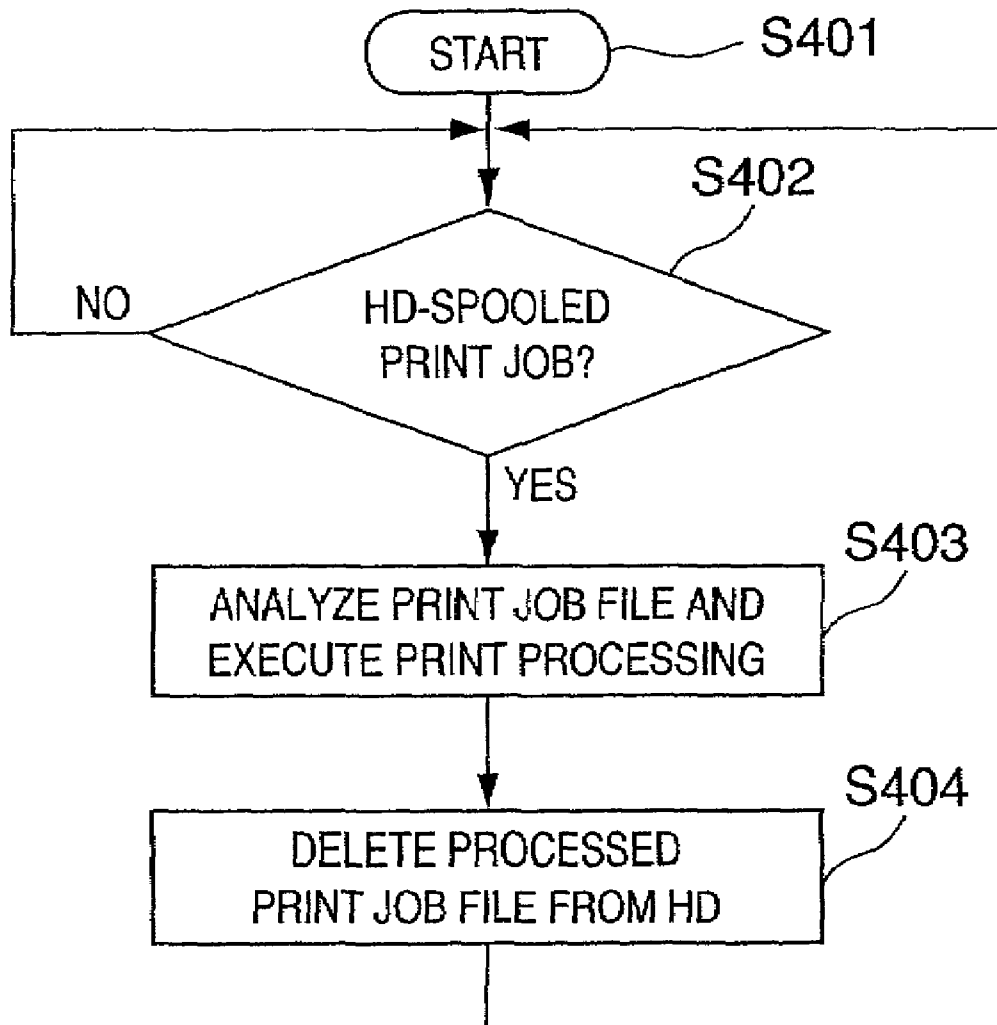 START
S401
S402
NO
HD-SPOOLED
PRINT JOB?
YES
S403
ANALYZE PRINT JOB FILE AND
EXECUTE PRINT PROCESSING
S404
DELETE PROCESSED
PRINT JOB FILE FROM HD